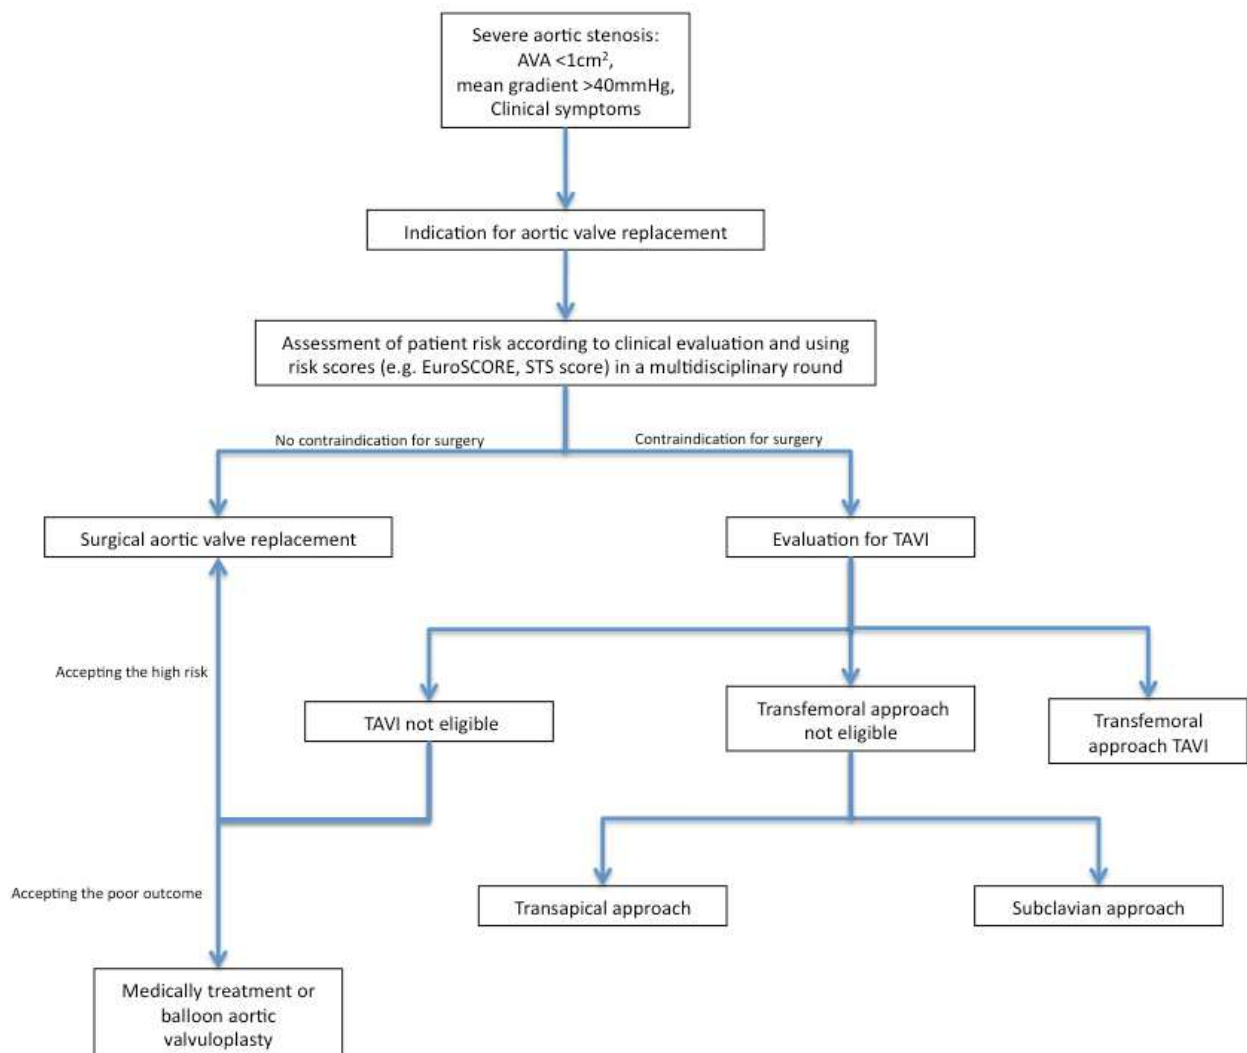 Severe aortic stenosis:
AVA <1cm²,
mean gradient >40mmHg,
Clinical symptoms
Indication for aortic valve replacement
Assessment of patient risk according to clinical evaluation and using
risk scores (e.g. EuroSCORE, STS score) in a multidisciplinary round
No contraindication for surgery
Contraindication for surgery
Surgical aortic valve replacement
Evaluation for TAVI
Accepting the high risk
TAVI not eligible
Transfemoral approach
not eligible
Transfemoral
approach TAVI
Accepting the poor outcome
Transapical approach
Subclavian approach
Medically treatment or
balloon aortic
valvuloplasty